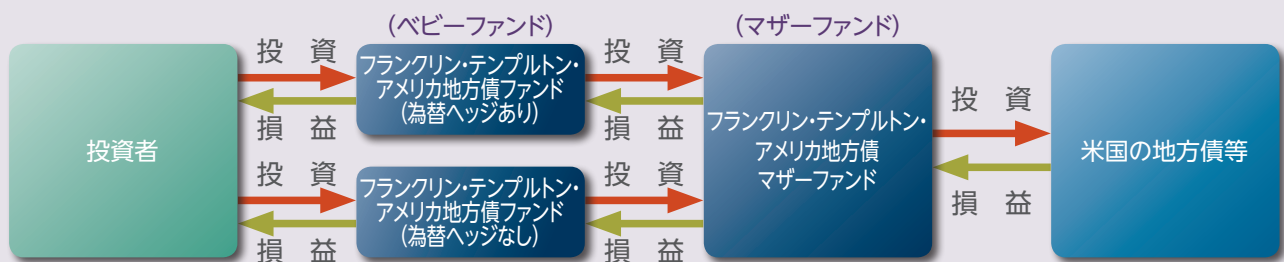 (ベビーファンド)
(マザーファンド)
投資者
投 資
損 益
フランクリン・テンプルトン・
アメリカ地方債ファンド
(為替ヘッジあり)
投 資
損 益
投 資
損 益
フランクリン・テンプルトン・
アメリカ地方債ファンド
(為替ヘッジなし)
投 資
損 益
フランクリン・テンプルトン・
アメリカ地方債
マザーファンド
投 資
損 益
米国の地方債等